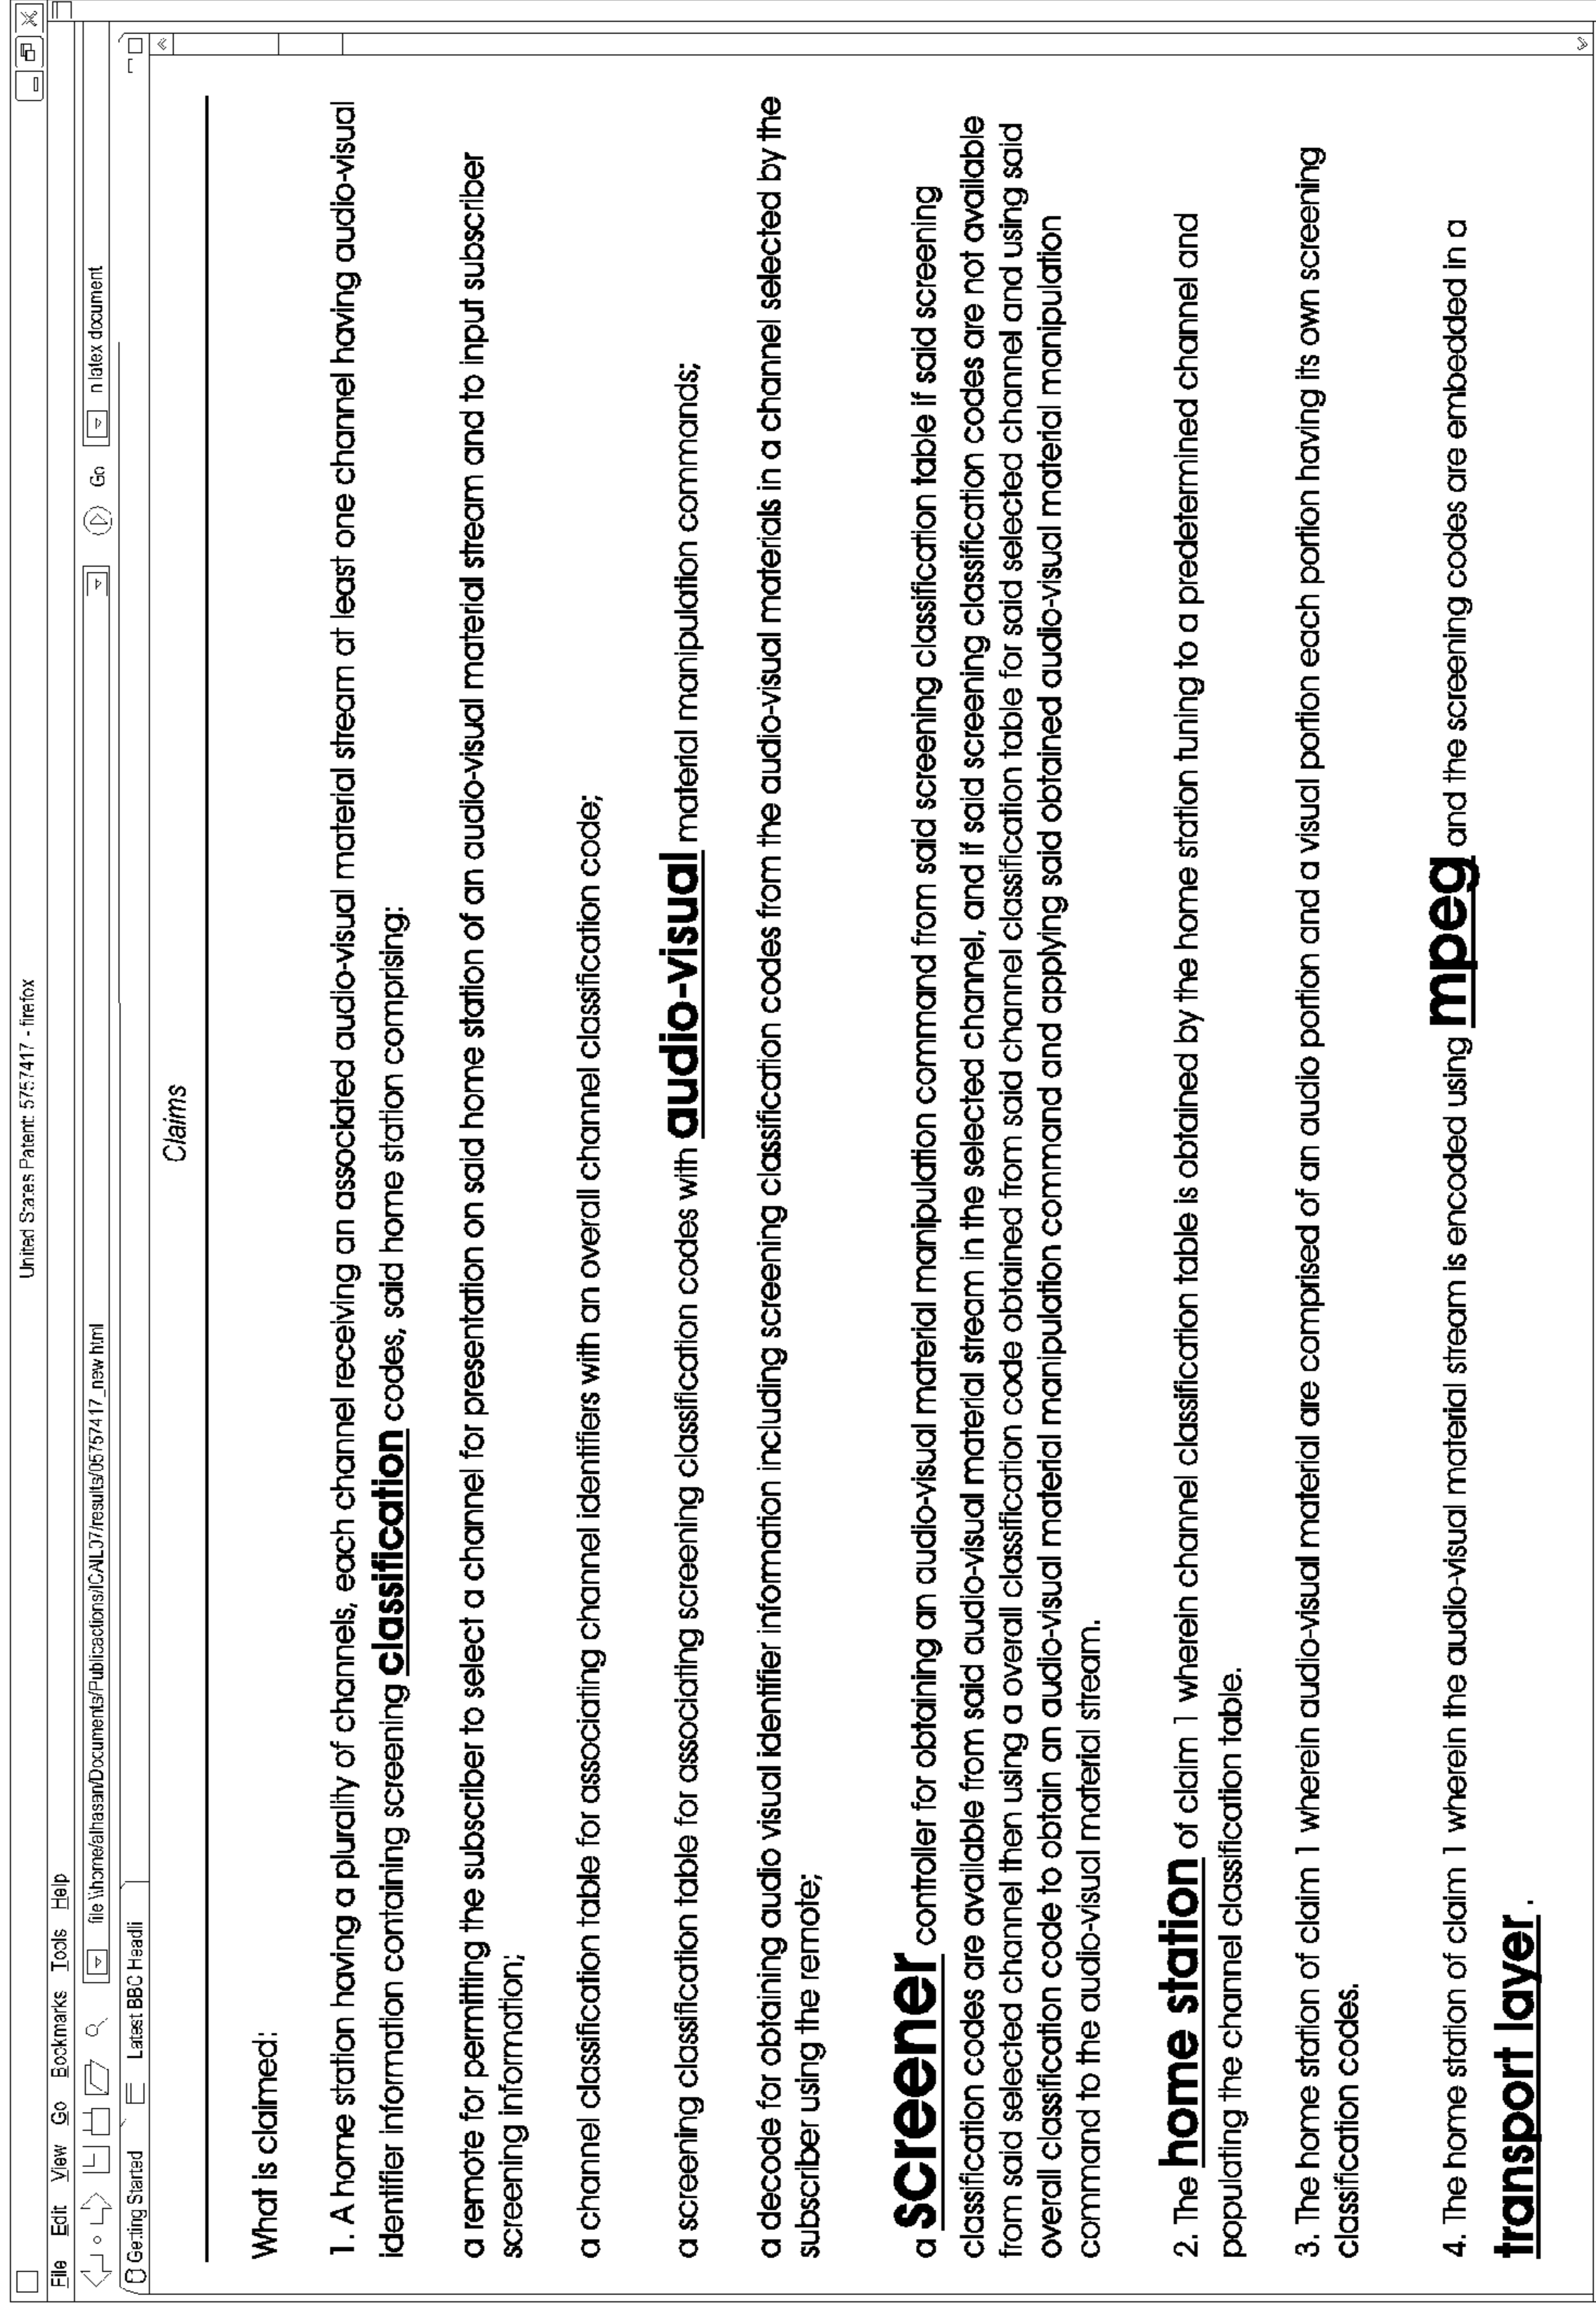 United States Patent: 5757417 - firefox
File Edit View Go Bookmarks Tools Help
file:\\home/alhasan/Documents/Publicactions/ICAIL07/results/05757417_new html
Go
n latex document
Getting Started
Latest BBC Headli
Claims
What is claimed:
1. A home station having a plurality of channels, each channel receiving an associated audio-visual material stream at least one channel having audio-visual
identifier information containing screening classification codes, said home station comprising:
a remote for permitting the subscriber to select a channel for presentation on said home station of an audio-visual material stream and to input subscriber
screening information;
a channel classification table for associating channel identifiers with an overall channel classification code;
a screening classification table for associating screening classification codes with audio-visual material manipulation commands;
a decode for obtaining audio visual identifier information including screening classification codes from the audio-visual materials in a channel selected by the
subscriber using the remote;
a screener controller for obtaining an audio-visual material manipulation command from said screening classification table if said screening
classification codes are available from said audio-visual material stream in the selected channel, and if said screening classification codes are not available
from said selected channel then using a overall classification code obtained from said channel classification table for said selected channel and using said
overall classification code to obtain an audio-visual material manipulation command and applying said obtained audio-visual material manipulation
command to the audio-visual material stream.
2. The home station of claim 1 wherein channel classification table is obtained by the home station tuning to a predetermined channel and
populating the channel classification table.
3. The home station of claim 1 wherein audio-visual material are comprised of an audio portion and a visual portion each portion having its own screening
classification codes.
4. The home station of claim 1 wherein the audio-visual material stream is encoded using mpeg and the screening codes are embedded in a
transport layer .